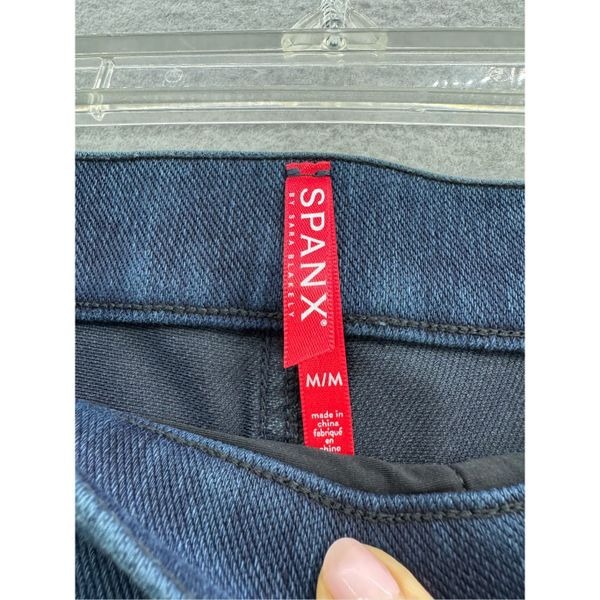 SPANX®
BY SARA BLAKELY
M/M
made in
china
fabriqué
en
chine